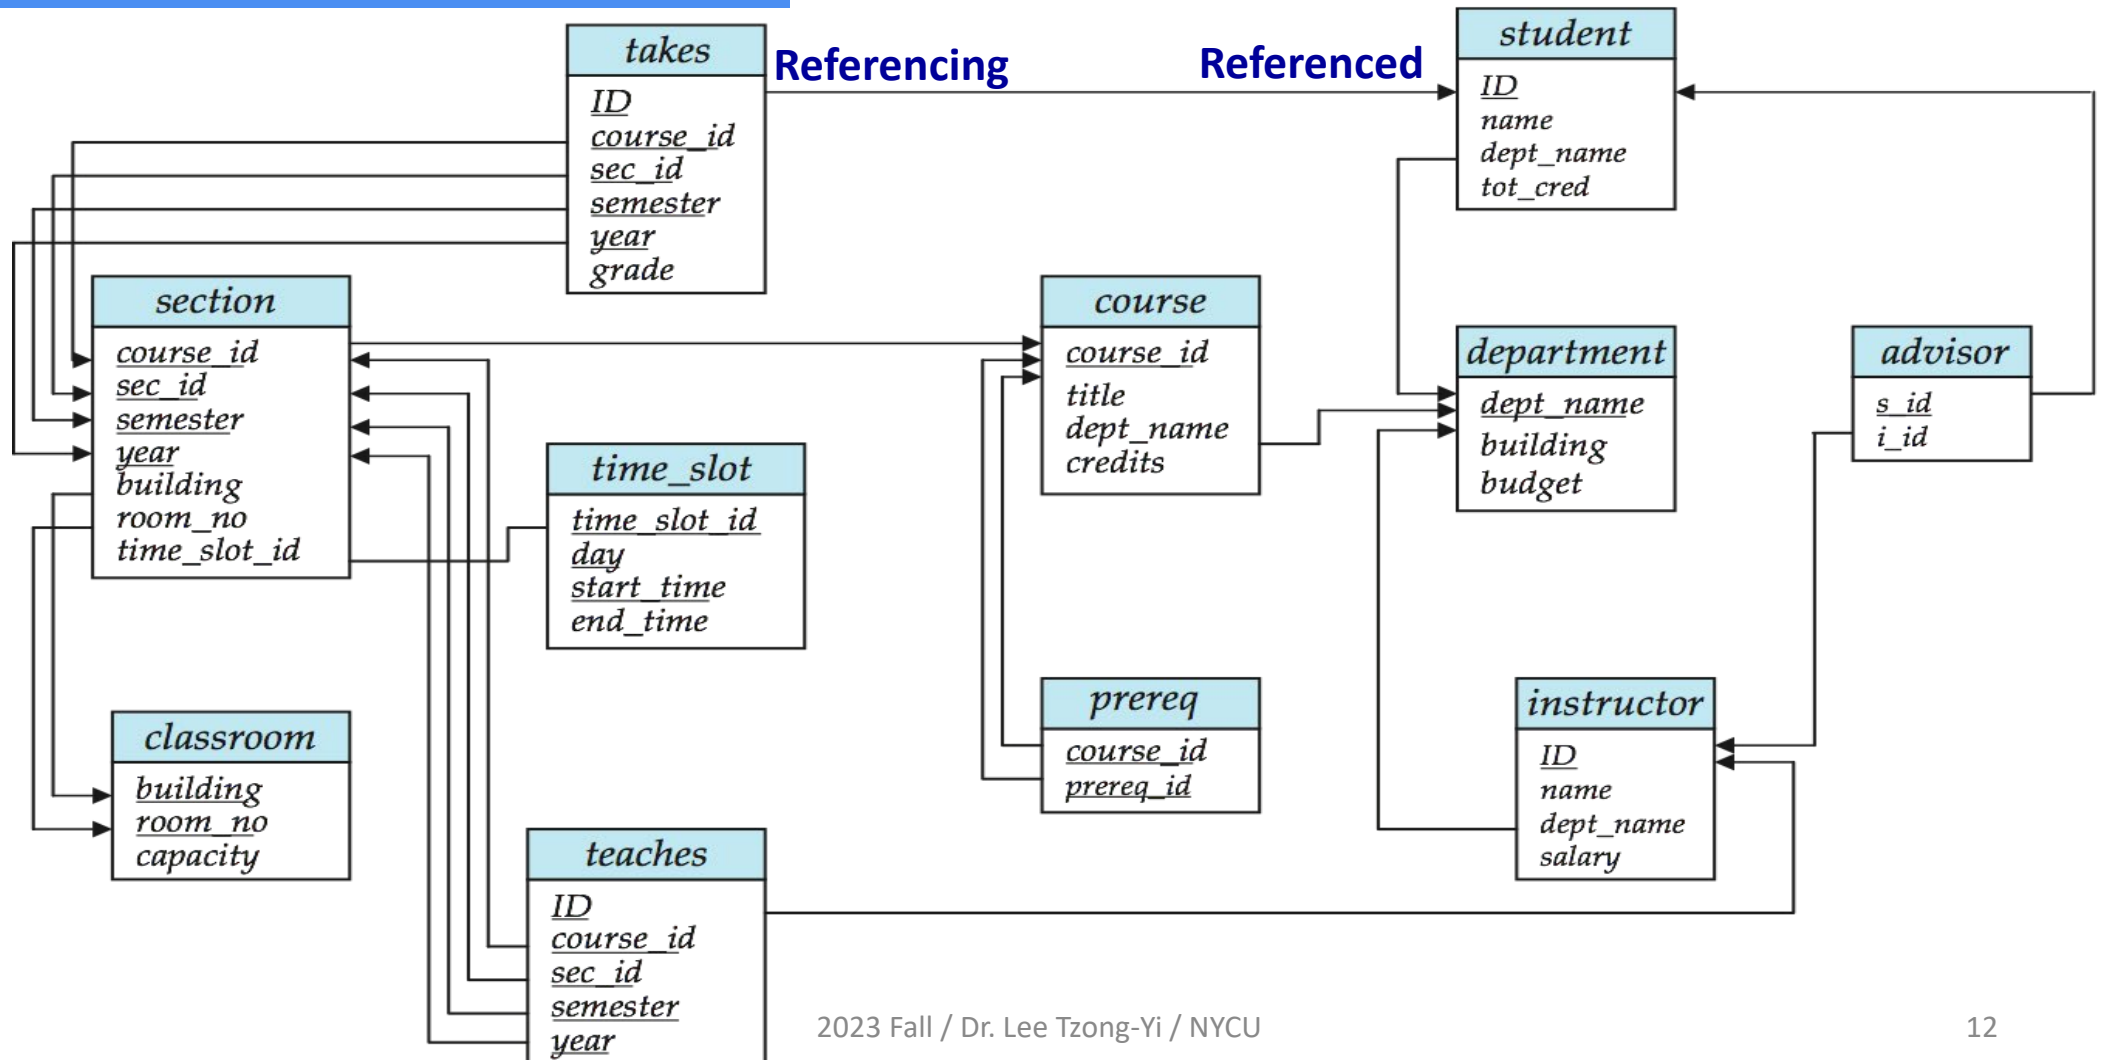 takes
ID
course_id
sec_id
semester
year
grade
Referencing
Referenced
student
ID
name
dept_name
tot_cred
section
course_id
sec_id
semester
year
building
room_no
time_slot_id
time_slot
time_slot_id
day
start_time
end_time
course
course_id
title
dept_name
credits
department
dept_name
building
budget
advisor
s_id
i_id
classroom
building
room_no
capacity
prereq
course_id
prereq_id
instructor
ID
name
dept_name
salary
teaches
ID
course_id
sec_id
semester
year
2023 Fall / Dr. Lee Tzong-Yi / NYCU
12